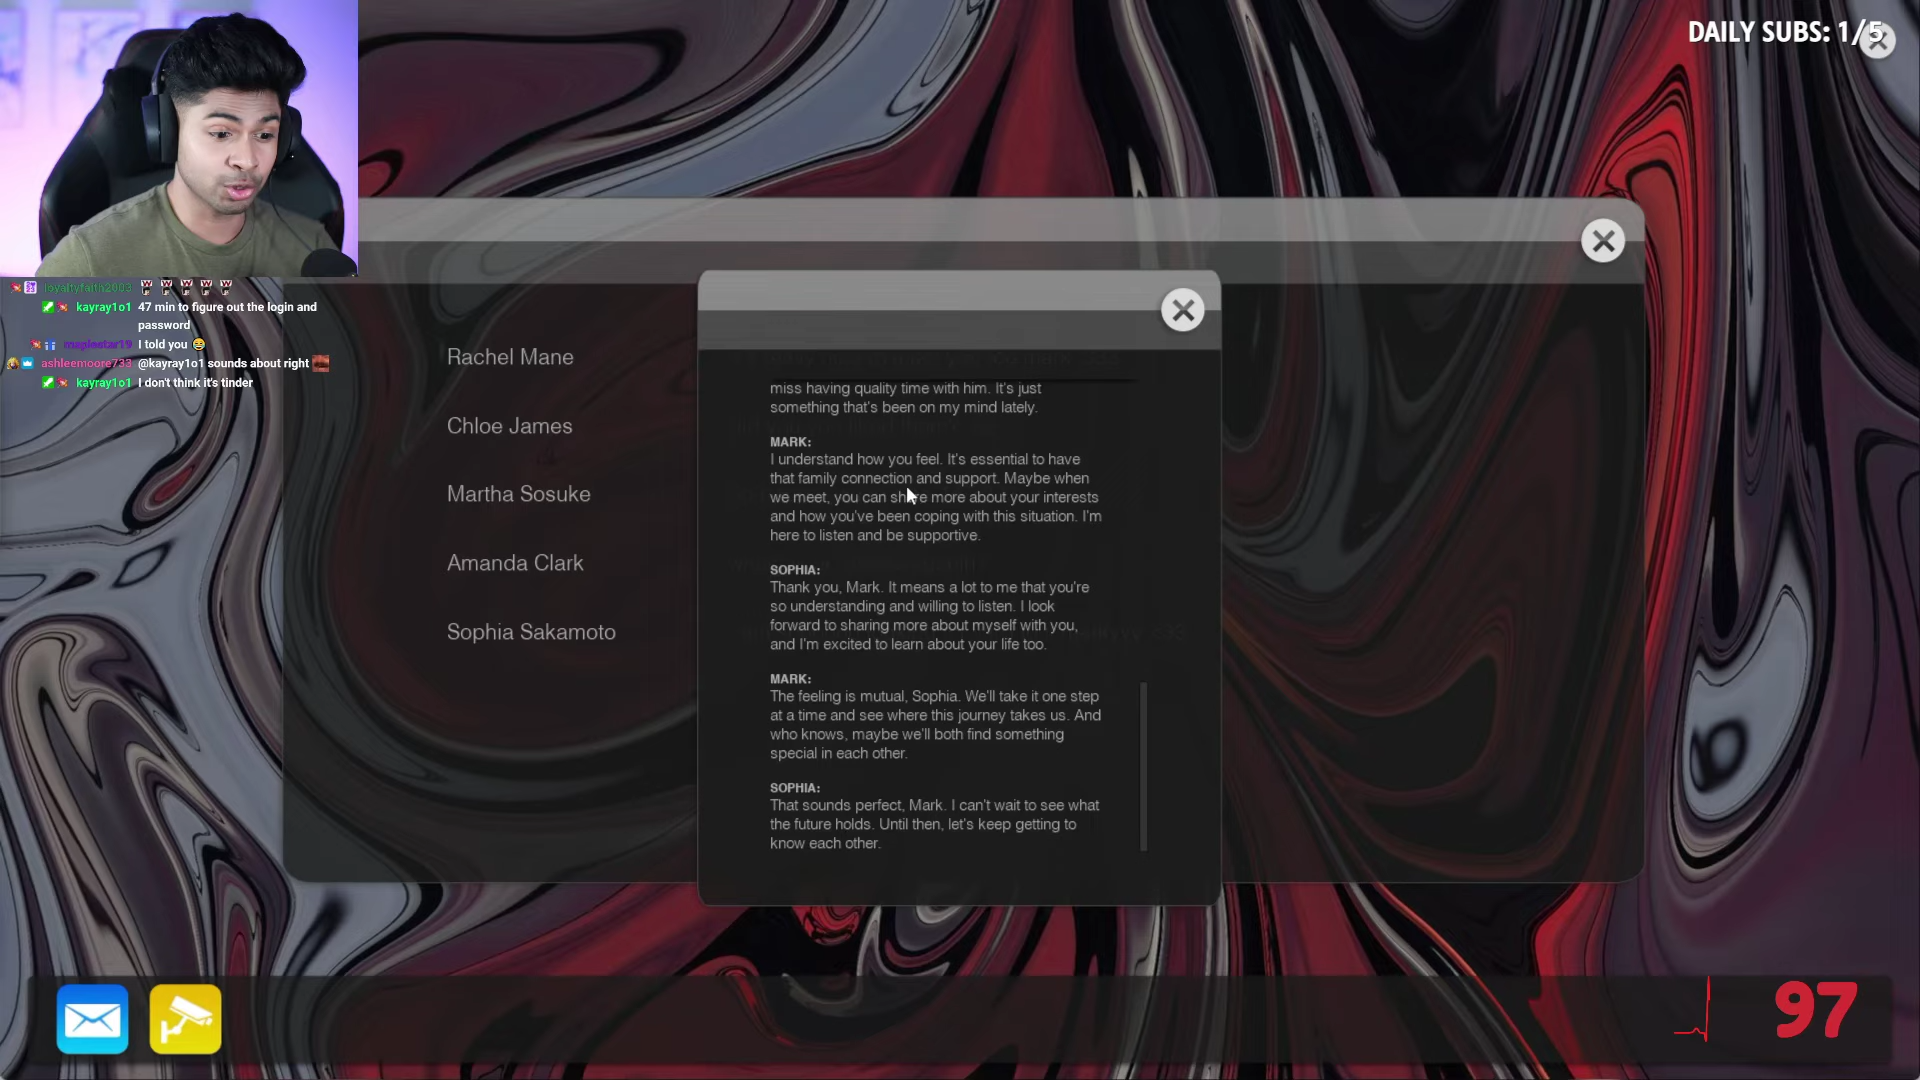 DAILY SUBS: 1/5
loyaltyfaith2003:
kayray1o1 47 min to figure out the login and
password
maplestar19 I told you
ashleemoore733 @kayray1o1 sounds about right
kayray1o1 I don't think it's tinder
Rachel Mane
Chloe James
Martha Sosuke
Amanda Clark
Sophia Sakamoto
miss having quality time with him. It's just
something that's been on my mind lately.
MARK:
I understand how you feel. It's essential to have
that family connection and support. Maybe when
we meet, you can share more about your interests
and how you've been coping with this situation. I'm
here to listen and be supportive.
SOPHIA:
Thank you, Mark. It means a lot to me that you're
so understanding and willing to listen. I look
forward to sharing more about myself with you,
and I'm excited to learn about your life too.
MARK:
The feeling is mutual, Sophia. We'll take it one step
at a time and see where this journey takes us. And
who knows, maybe we'll both find something
special in each other.
SOPHIA:
That sounds perfect, Mark. I can't wait to see what
the future holds. Until then, let's keep getting to
know each other.
97